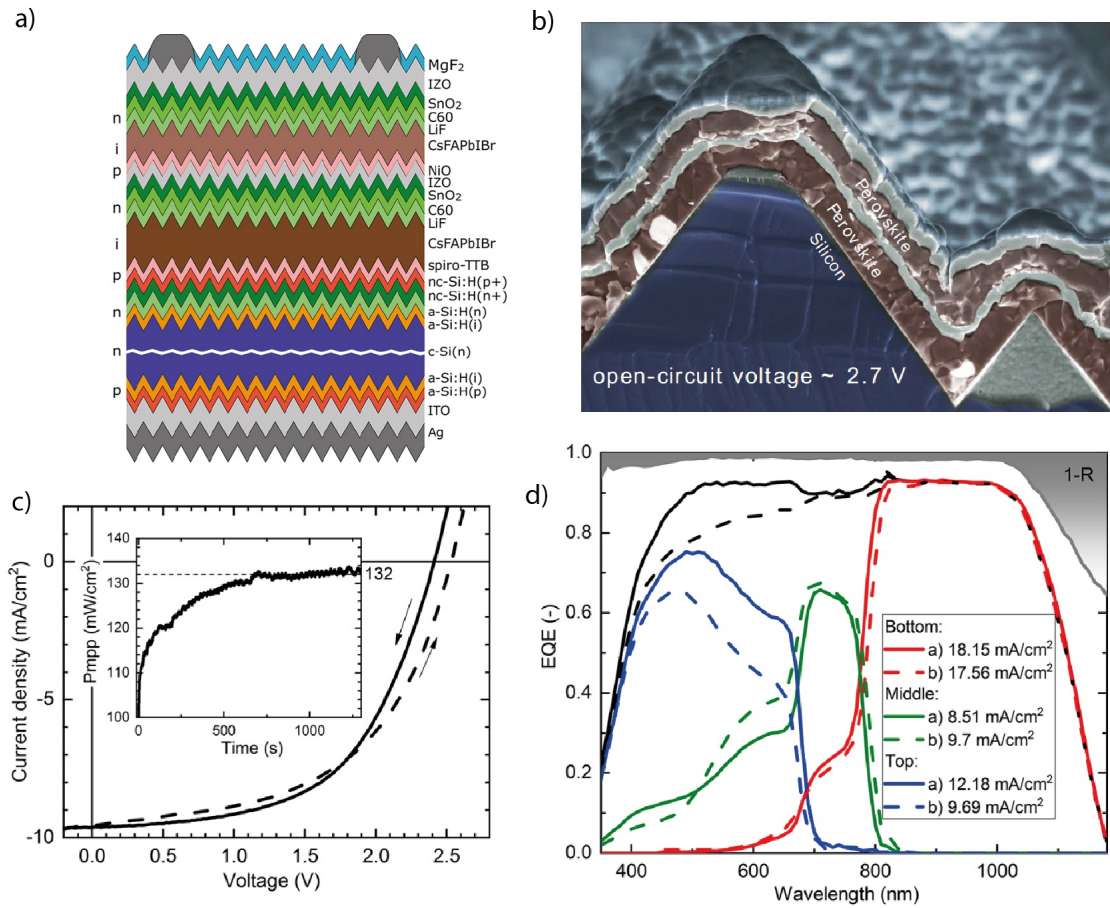 a)
MgF₂
IZO
SnO₂
n
C60
LiF
i
CsFAPbIBr
p
NiO
IZO
SnO₂
n
C60
LiF
i
CsFAPbIBr
spiro-TTB
p
nc-Si:H(p+)
nc-Si:H(n+)
n
a-Si:H(n)
a-Si:H(i)
n
c-Si(n)
a-Si:H(i)
p
a-Si:H(p)
ITO
Ag
b)
Perovskite
Perovskite
Silicon
open-circuit voltage ~ 2.7 V
c)
Current density (mA/cm²)
0
-5
-10
0.0 0.5 1.0 1.5 2.0 2.5
Voltage (V)
Pmpp (mW/cm²)
140
130
120
110
100
132
0 500 1000
Time (s)
d)
1-R
EQE (-)
1.0
0.8
0.6
0.4
0.2
0.0
400 600 800 1000
Wavelength (nm)
Bottom:
a) 18.15 mA/cm²
b) 17.56 mA/cm²
Middle:
a) 8.51 mA/cm²
b) 9.7 mA/cm²
Top:
a) 12.18 mA/cm²
b) 9.69 mA/cm²